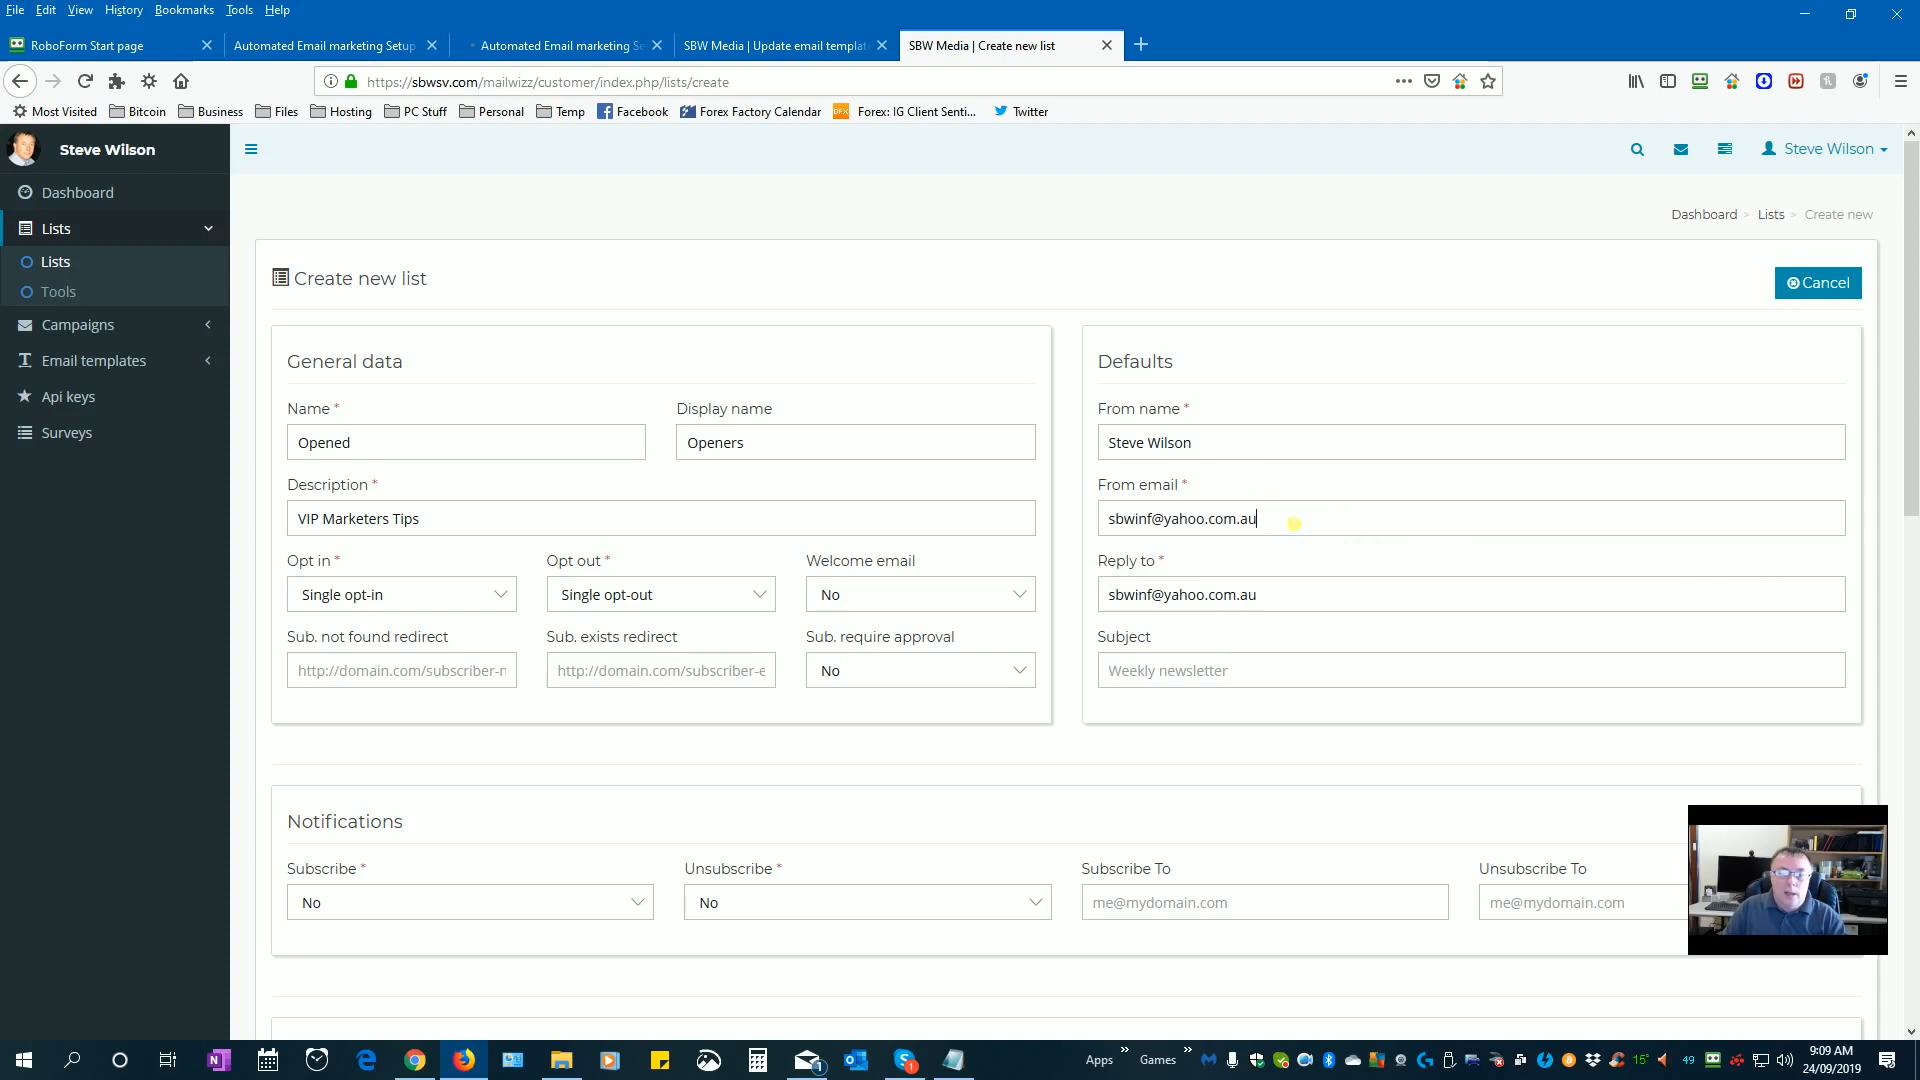 File Edit View History Bookmarks Tools Help
RoboForm Start page
Automated Email marketing Setup
Automated Email marketing Se
SBW Media | Update email templat
SBW Media | Create new list
https://sbwsv.com/mailwizz/customer/index.php/lists/create
Most Visited Bitcoin Business Files Hosting PC Stuff Personal Temp Facebook Forex Factory Calendar DFX Forex: IG Client Senti... Twitter
Steve Wilson
Steve Wilson
Dashboard
Lists
Lists
Tools
Campaigns
Email templates
Api keys
Surveys
Dashboard > Lists > Create new
Create new list
Cancel
General data
Name *
Display name
Opened
Openers
Description *
VIP Marketers Tips
Opt in *
Opt out *
Welcome email
Single opt-in
Single opt-out
No
Sub. not found redirect
Sub. exists redirect
Sub. require approval
http://domain.com/subscriber-n
http://domain.com/subscriber-e
No
Defaults
From name *
Steve Wilson
From email *
sbwinf@yahoo.com.au
Reply to *
sbwinf@yahoo.com.au
Subject
Weekly newsletter
Notifications
Subscribe *
Unsubscribe *
Subscribe To
Unsubscribe To
No
No
me@mydomain.com
me@mydomain.com
Apps
Games
15°
49
9:09 AM
24/09/2019